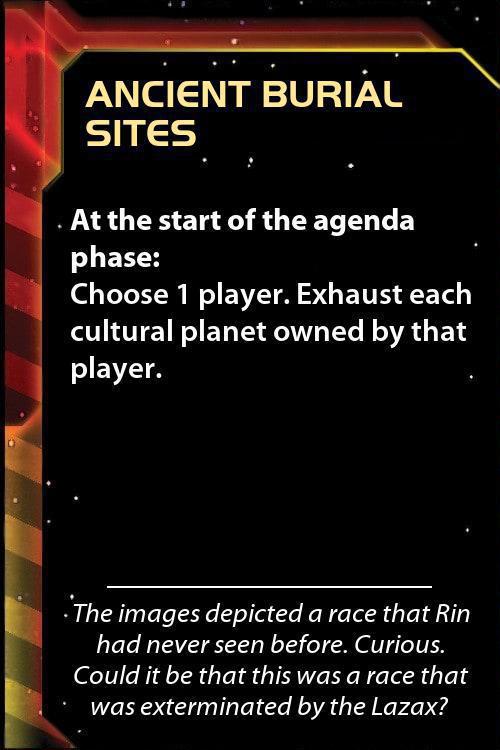 ANCIENT BURIAL
SITES
At the start of the agenda
phase:
Choose 1 player. Exhaust each
cultural planet owned by that
player.
The images depicted a race that Rin
had never seen before. Curious.
Could it be that this was a race that
was exterminated by the Lazax?